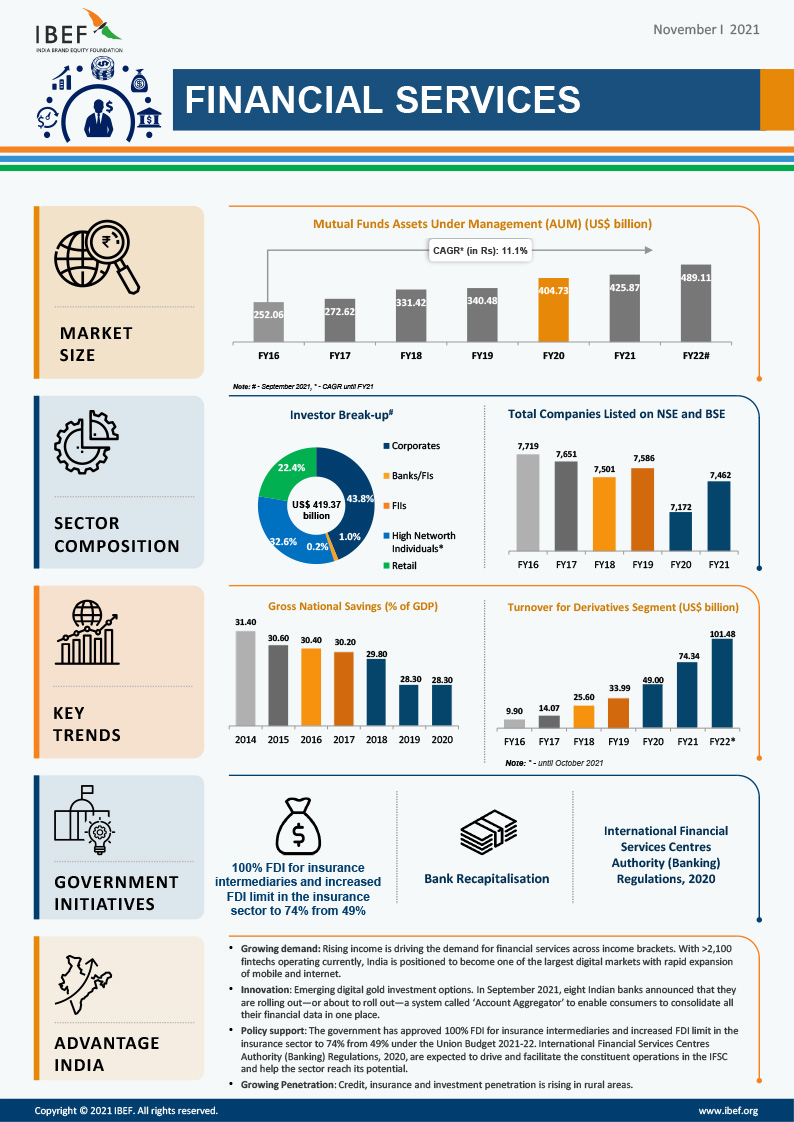 IBEF
INDIA BRAND EQUITY FOUNDATION
November I 2021
FINANCIAL SERVICES
MARKET
SIZE
Mutual Funds Assets Under Management (AUM) (US$ billion)
CAGR* (in Rs): 11.1%
252.06
272.62
331.42
340.48
404.73
425.87
489.11
FY16
FY17
FY18
FY19
FY20
FY21
FY22#
Note: # - September 2021, * - CAGR until FY21
SECTOR
COMPOSITION
Investor Break-up#
22.4%
43.8%
US$ 419.37
billion
32.6%
0.2%
1.0%
Corporates
Banks/FIs
FIIs
High Networth
Individuals*
Retail
Total Companies Listed on NSE and BSE
7,719
7,651
7,501
7,586
7,172
7,462
FY16
FY17
FY18
FY19
FY20
FY21
KEY
TRENDS
Gross National Savings (% of GDP)
31.40
30.60
30.40
30.20
29.80
28.30
28.30
2014
2015
2016
2017
2018
2019
2020
Turnover for Derivatives Segment (US$ billion)
9.90
14.07
25.60
33.99
49.00
74.34
101.48
FY16
FY17
FY18
FY19
FY20
FY21
FY22*
Note: * - until October 2021
GOVERNMENT
INITIATIVES
100% FDI for insurance
intermediaries and increased
FDI limit in the insurance
sector to 74% from 49%
Bank Recapitalisation
International Financial
Services Centres
Authority (Banking)
Regulations, 2020
ADVANTAGE
INDIA
• Growing demand: Rising income is driving the demand for financial services across income brackets. With >2,100
fintechs operating currently, India is positioned to become one of the largest digital markets with rapid expansion
of mobile and internet.
• Innovation: Emerging digital gold investment options. In September 2021, eight Indian banks announced that they
are rolling out—or about to roll out—a system called 'Account Aggregator' to enable consumers to consolidate all
their financial data in one place.
• Policy support: The government has approved 100% FDI for insurance intermediaries and increased FDI limit in the
insurance sector to 74% from 49% under the Union Budget 2021-22. International Financial Services Centres
Authority (Banking) Regulations, 2020, are expected to drive and facilitate the constituent operations in the IFSC
and help the sector reach its potential.
• Growing Penetration: Credit, insurance and investment penetration is rising in rural areas.
Copyright © 2021 IBEF. All rights reserved.
www.ibef.org